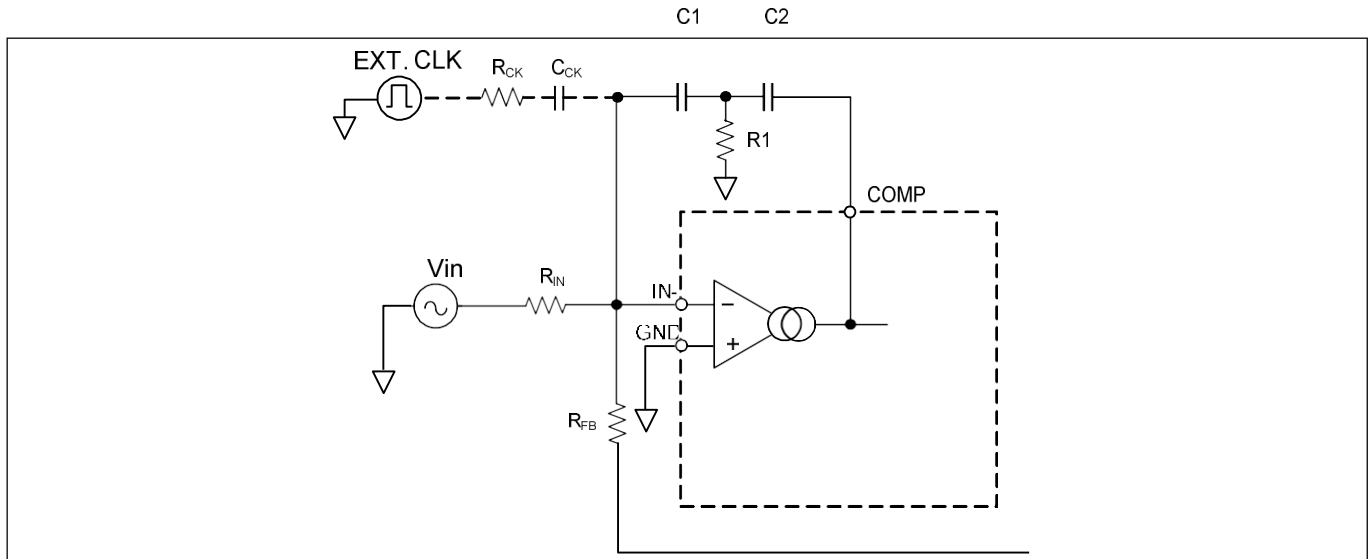 C1 C2
EXT. CLK
RCK
CCK
R1
COMP
Vin
RIN
IN-
GND
−
+
RFB